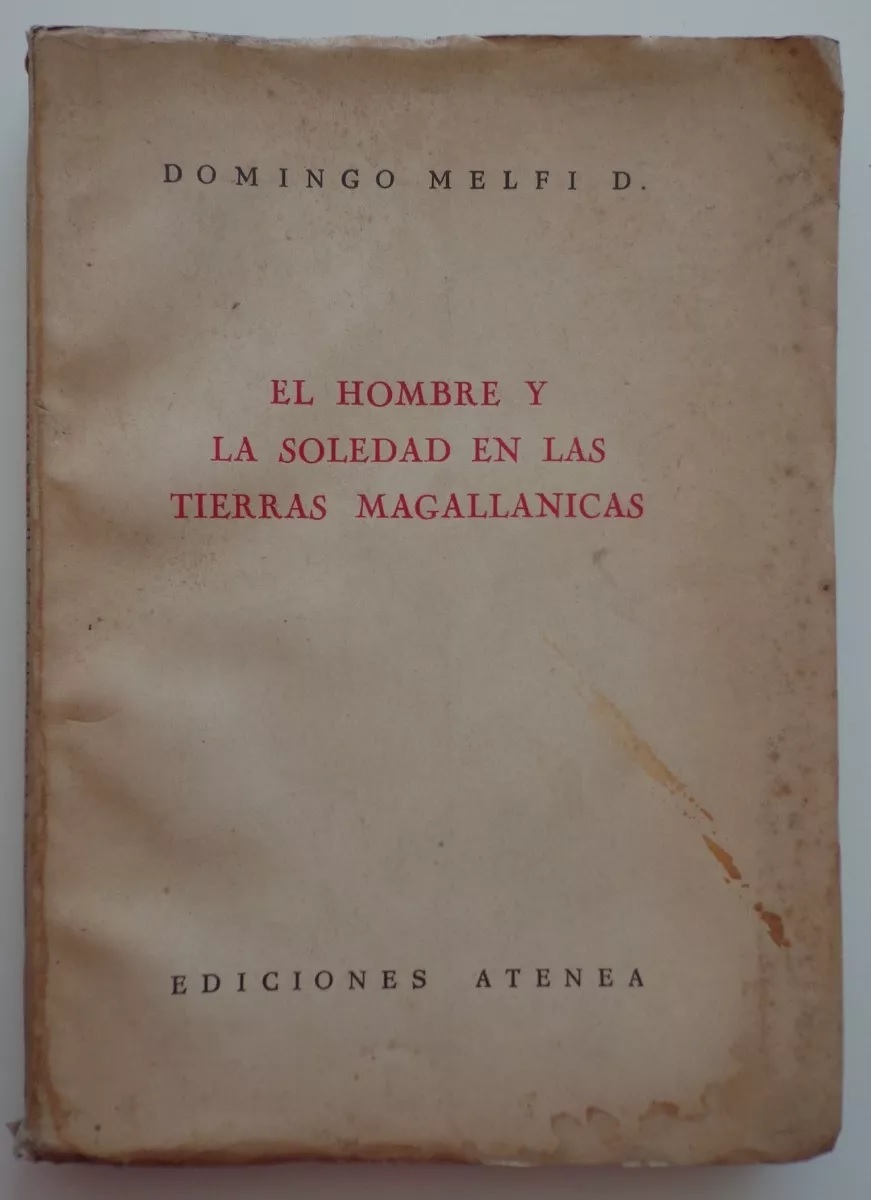 DOMINGO MELFI D.
EL HOMBRE Y
LA SOLEDAD EN LAS
TIERRAS MAGALLANICAS
EDICIONES ATENEA